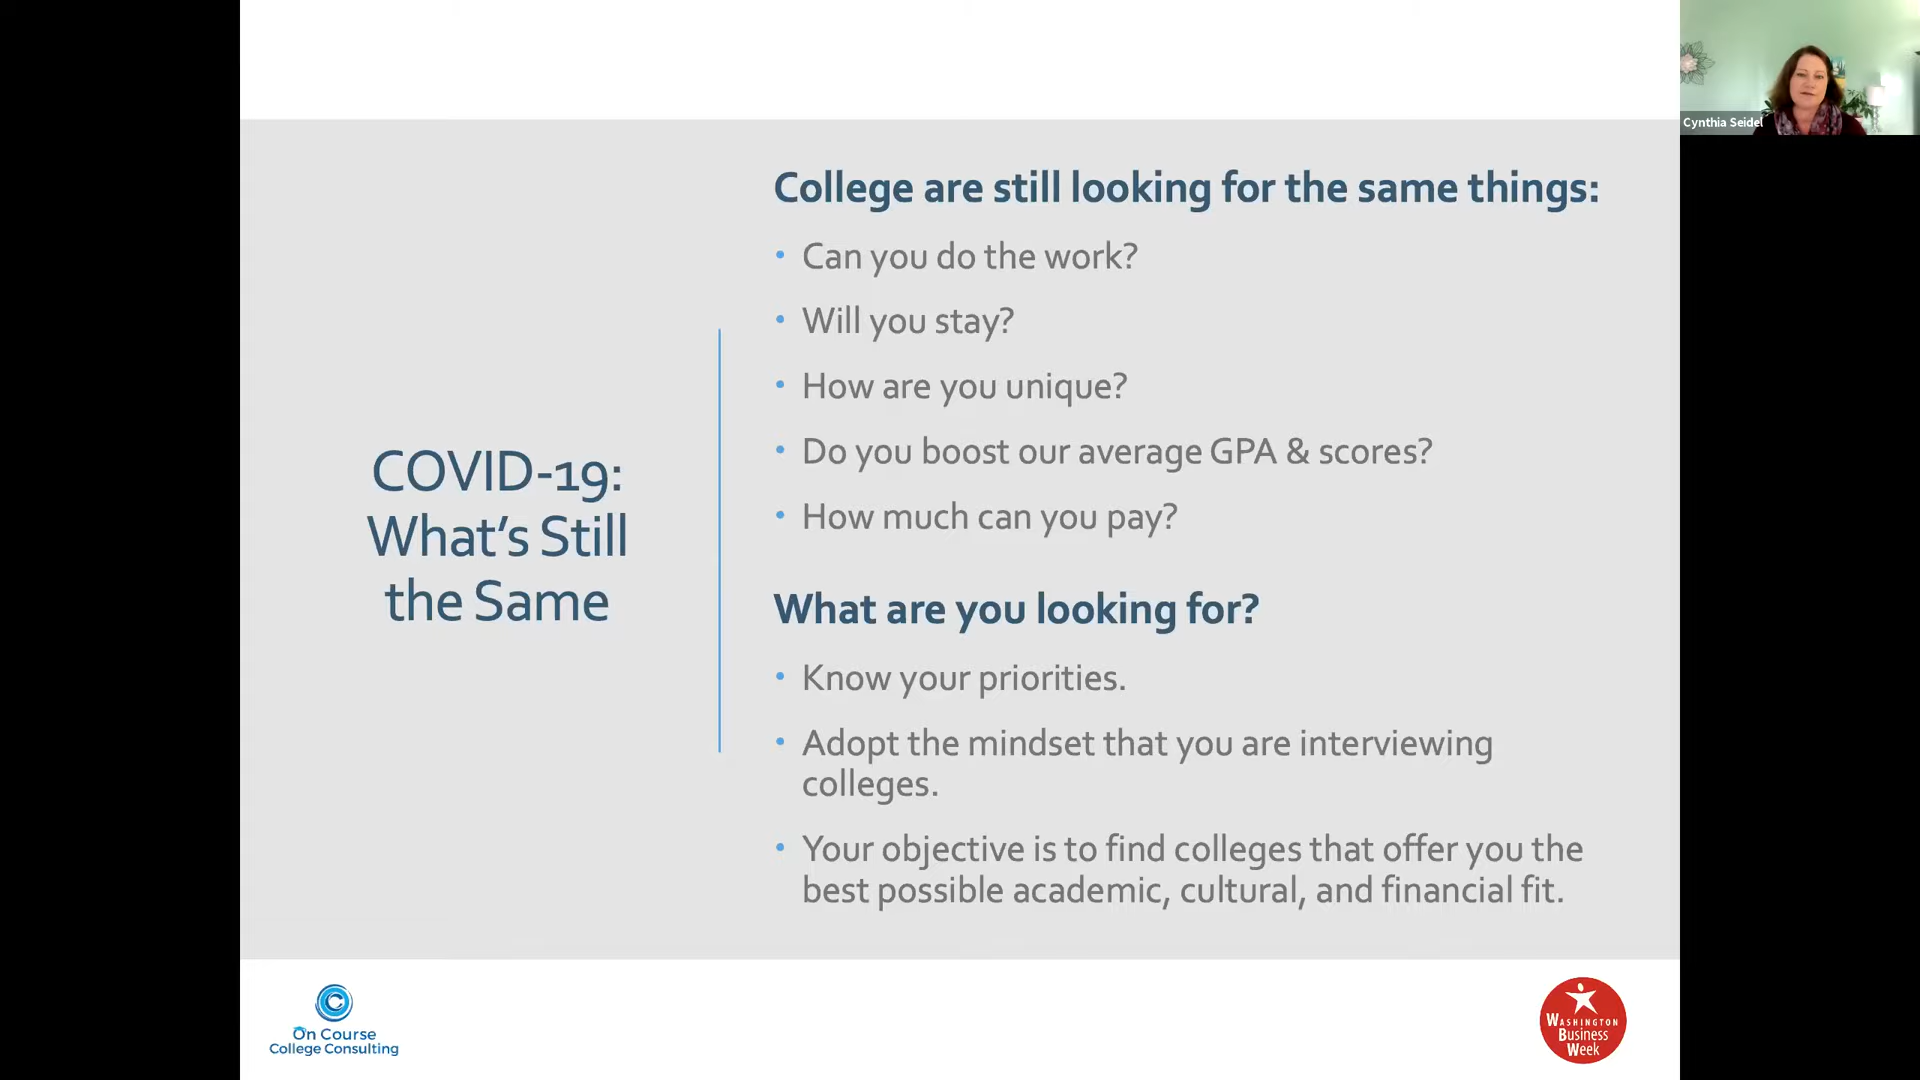 Cynthia Seidel
College are still looking for the same things:
• Can you do the work?
• Will you stay?
• How are you unique?
• Do you boost our average GPA & scores?
• How much can you pay?
COVID-19:
What's Still
the Same
What are you looking for?
• Know your priorities.
• Adopt the mindset that you are interviewing
colleges.
• Your objective is to find colleges that offer you the
best possible academic, cultural, and financial fit.
On Course
College Consulting
WASHINGTON
Business
Week